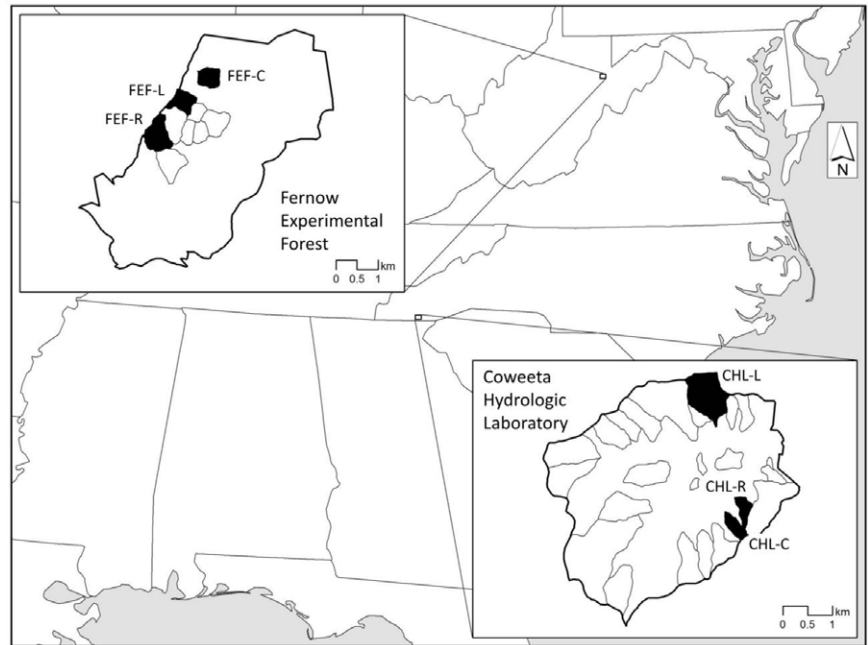 FEF-C
FEF-L
FEF-R
Fernow
Experimental
Forest
0 0.5 1
km
N
Coweeta
Hydrologic
Laboratory
CHL-L
CHL-R
CHL-C
0 0.5 1
km